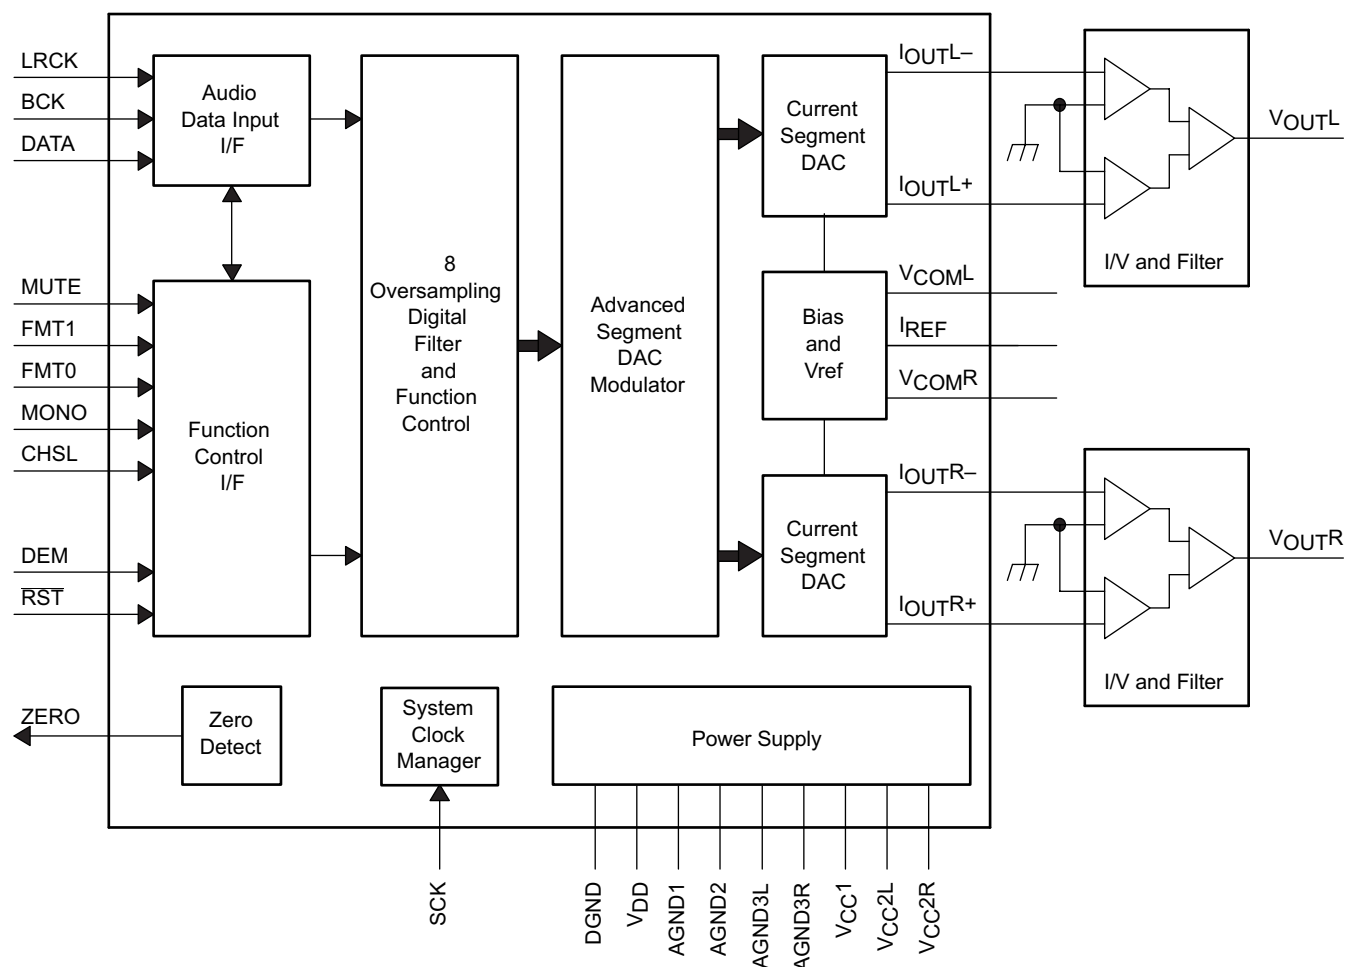 LRCK
BCK
DATA
Audio
Data Input
I/F
MUTE
FMT1
FMT0
MONO
CHSL
DEM
RST
Function
Control
I/F
8
Oversampling
Digital
Filter
and
Function
Control
Advanced
Segment
DAC
Modulator
Current
Segment
DAC
Bias
and
Vref
Current
Segment
DAC
IOUTL–
IOUTL+
VCOML
IREF
VCOMR
IOUTR–
IOUTR+
I/V and Filter
VOUTL
I/V and Filter
VOUTR
ZERO
Zero
Detect
System
Clock
Manager
Power Supply
SCK
DGND
VDD
AGND1
AGND2
AGND3L
AGND3R
VCC1
VCC2L
VCC2R